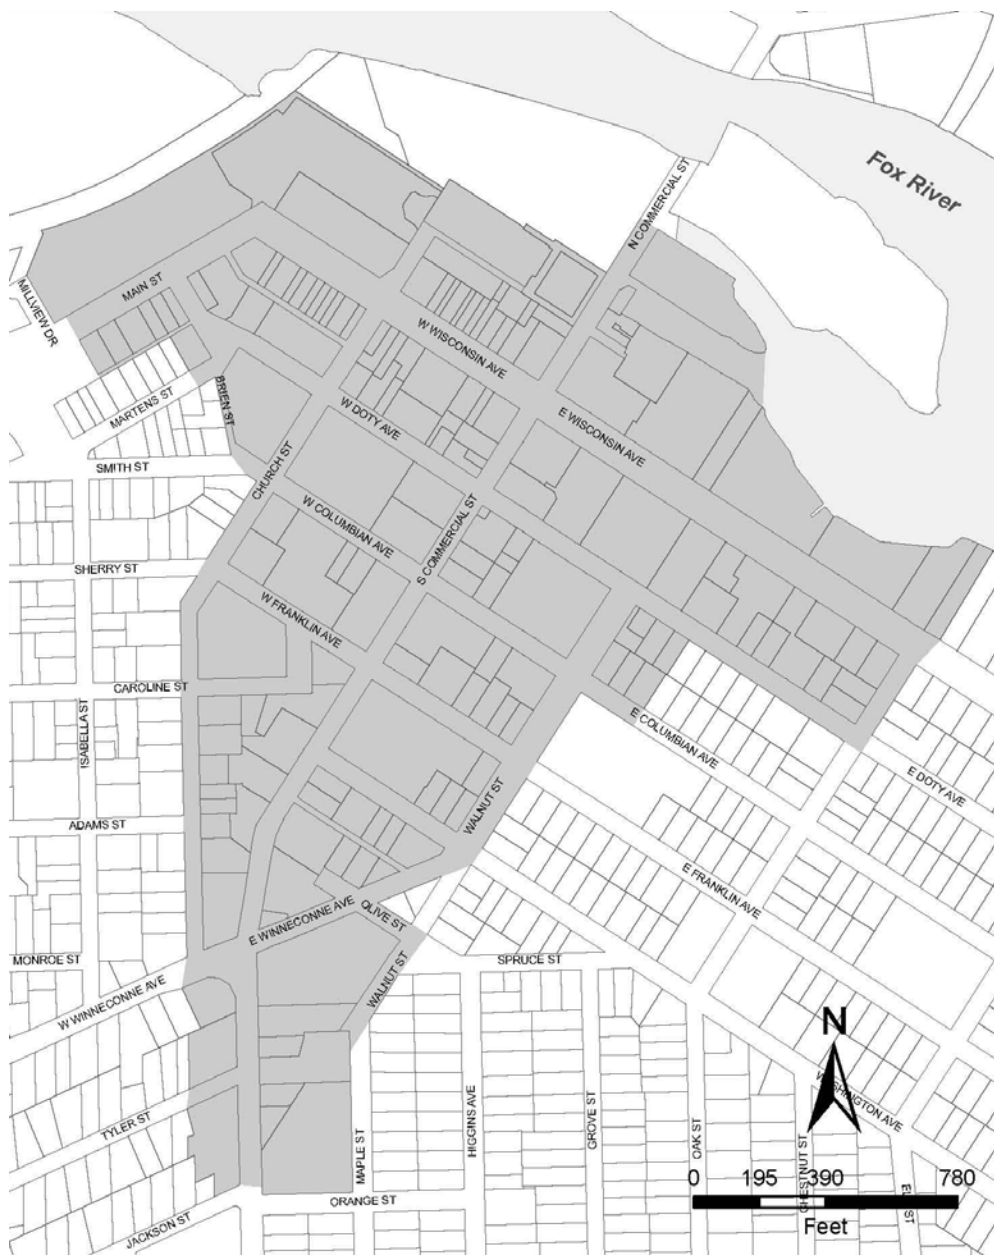 Fox River
N COMMERCIAL ST
MAIN ST
MILLVIEW DR
W WISCONSIN AVE
MARTENS ST
BRIEN ST
W DOTY AVE
E WISCONSIN AVE
SMITH ST
CHURCH ST
W COLUMBIAN AVE
S COMMERCIAL ST
SHERRY ST
W FRANKLIN AVE
CAROLINE ST
ISABELLA ST
E COLUMBIAN AVE
E DOTY AVE
WALNUT ST
ADAMS ST
E FRANKLIN AVE
E WINNECONNE AVE
OLIVE ST
MONROE ST
SPRUCE ST
WALNUT ST
W WINNECONNE AVE
N
WASHINGTON AVE
TYLER ST
MAPLE ST
HIGGINS AVE
GROVE ST
OAK ST
CHESTNUT ST
0 195 390 780
Feet
ORANGE ST
JACKSON ST